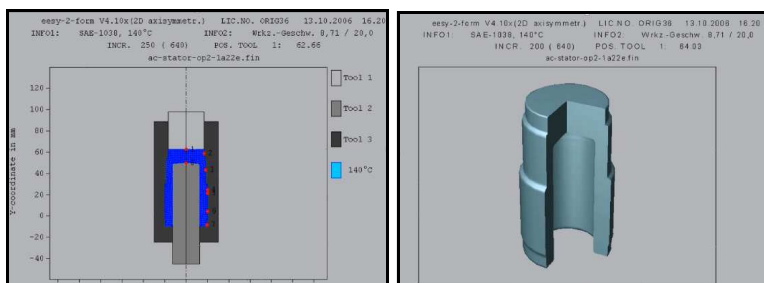 eesy-2-form V4.10x(2D axisymmetr.) LIC.NO. ORIG36 13.10.2006 16.20
INFO1: SAE-1038, 140°C INFO2: Wrkz.-Geschw. 8,71 / 20,0
INCR. 250 ( 640) POS. TOOL 1: 62.66
ac-stator-op2-1a22e.fin
Y-coordinate in mm
120
100
80
60
40
20
0
-20
-40
Tool 1
Tool 2
Tool 3
140°C
eesy-2-form V4.10x(2D axisymmetr.) LIC.NO. ORIG36 13.10.2006 16.20
INFO1: SAE-1038, 140°C INFO2: Wrkz.-Geschw. 8,71 / 20,0
INCR. 200 ( 640) POS. TOOL 1: 64.03
ac-stator-op2-1a22e.fin